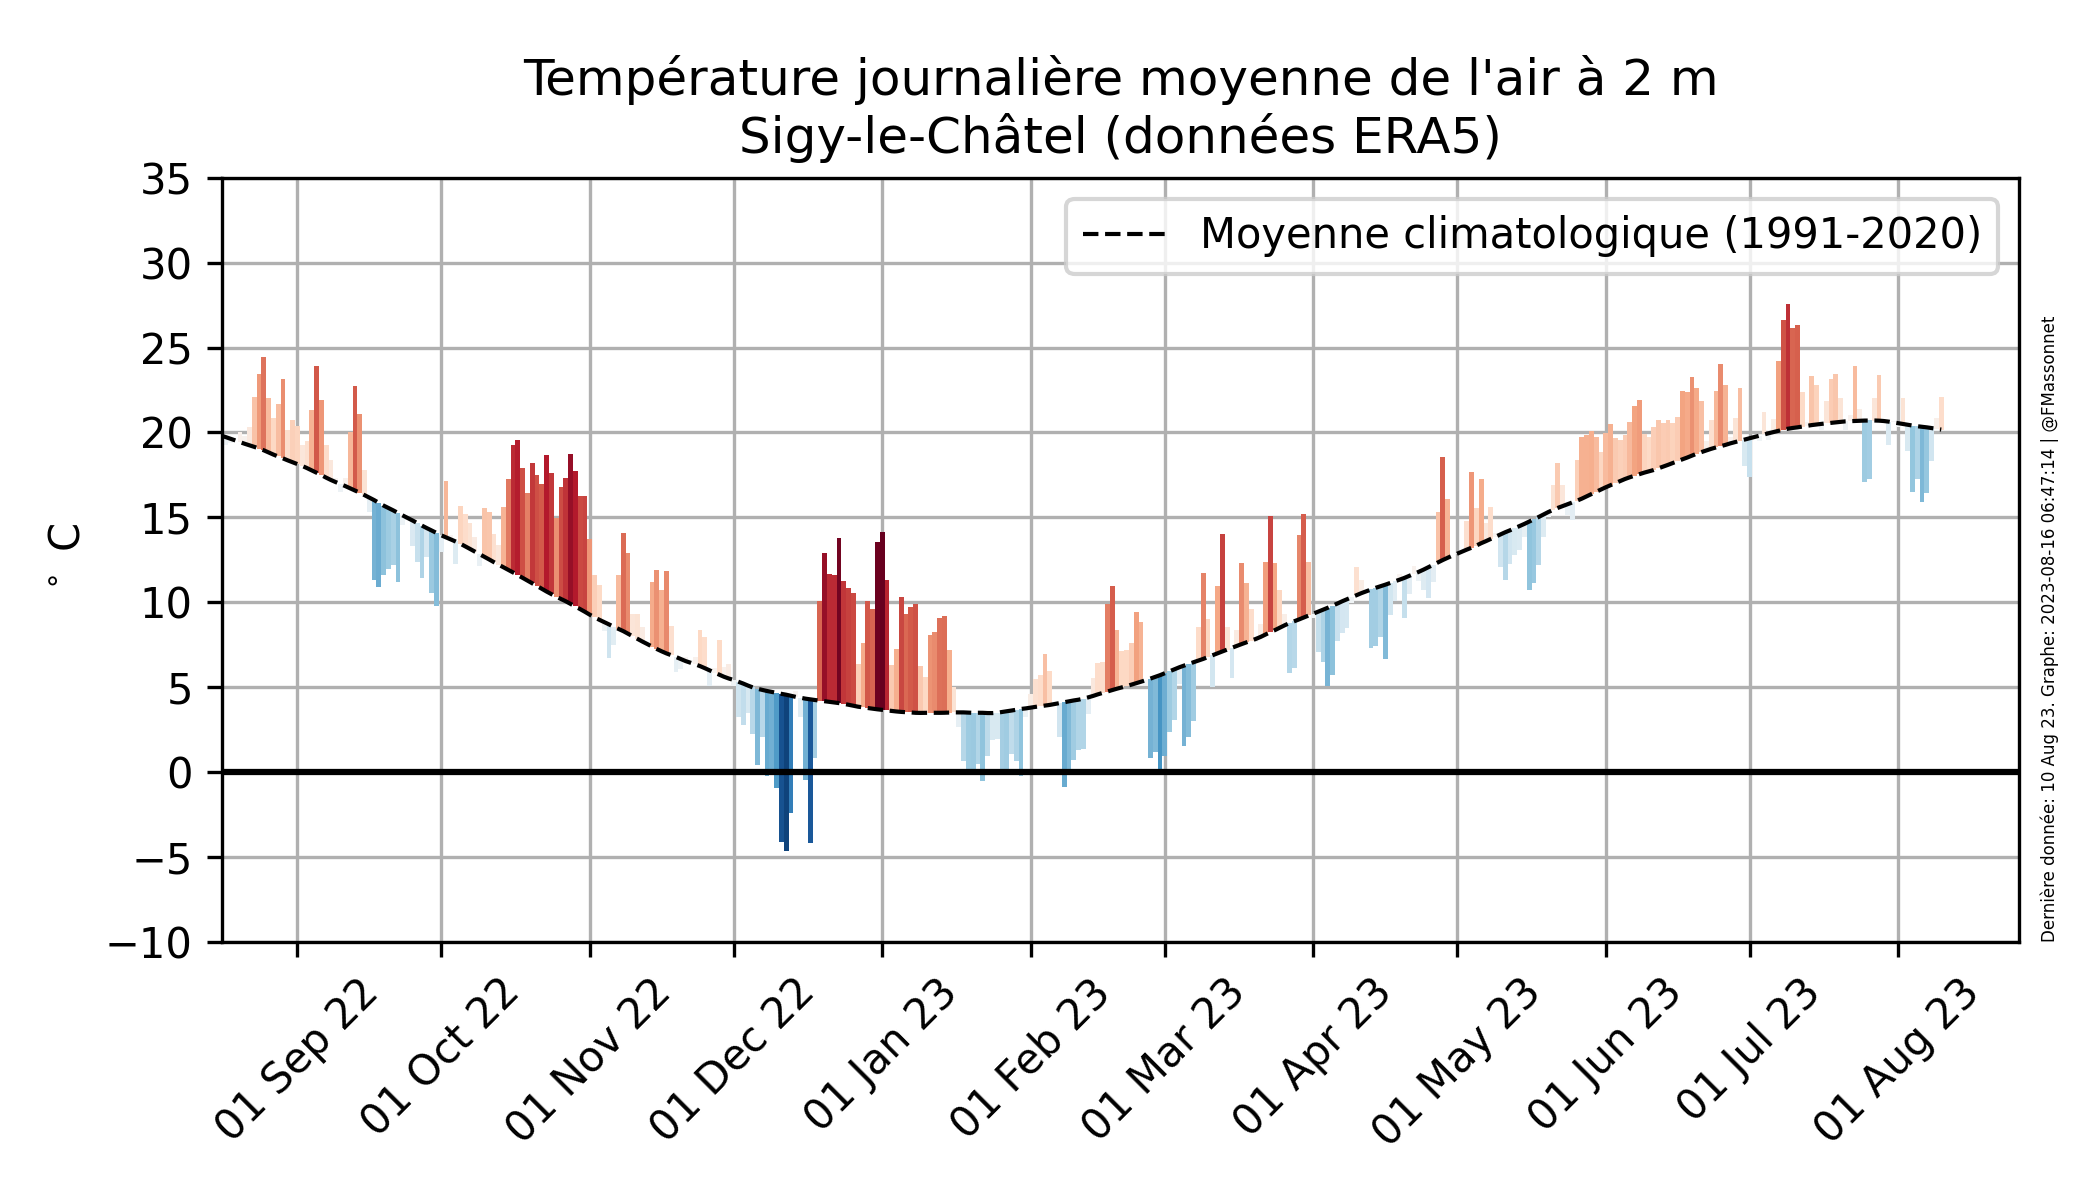 Température journalière moyenne de l'air à 2 m
Sigy-le-Châtel (données ERA5)
35
30
25
20
15
10
5
0
−5
−10
° C
Moyenne climatologique (1991-2020)
01 Sep 22
01 Oct 22
01 Nov 22
01 Dec 22
01 Jan 23
01 Feb 23
01 Mar 23
01 Apr 23
01 May 23
01 Jun 23
01 Jul 23
01 Aug 23
Dernière donnée: 10 Aug 23. Graphe: 2023-08-16 06:47:14 | @FMassonnet